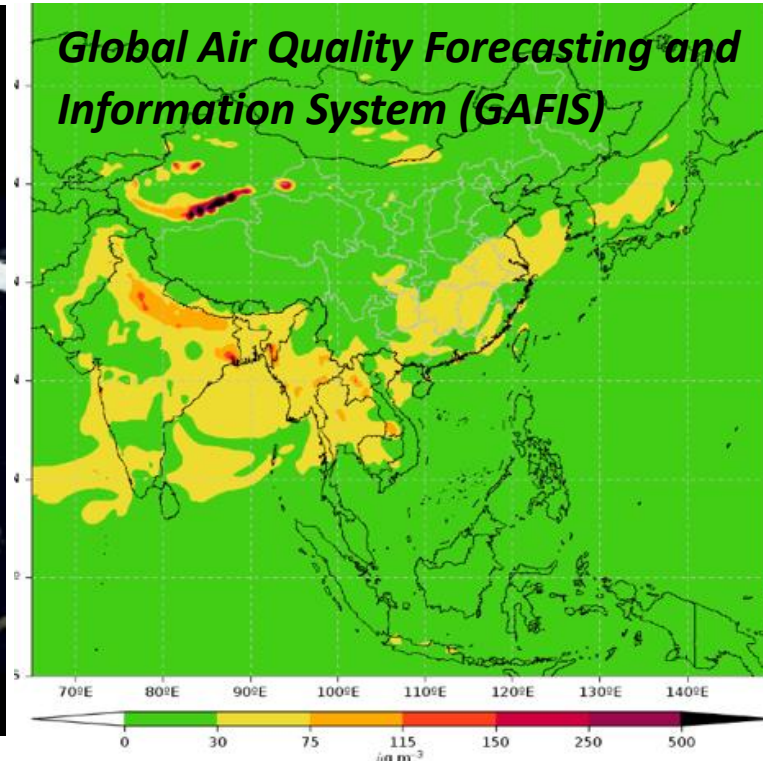 Global Air Quality Forecasting and
Information System (GAFIS)
70ºE 80ºE 90ºE 100ºE 110ºE 120ºE 130ºE 140ºE
0 30 75 115 150 250 500